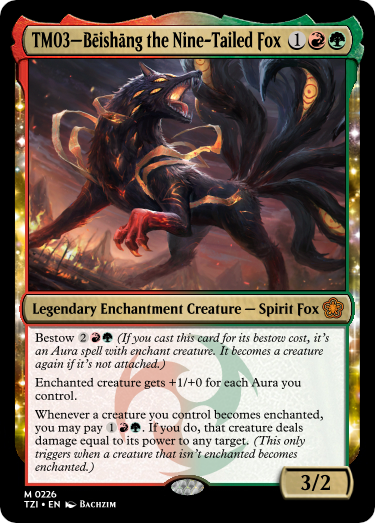 TM03—Bēishāng the Nine-Tailed Fox 1
Legendary Enchantment Creature — Spirit Fox
Bestow 2 (If you cast this card for its bestow cost, it's
an Aura spell with enchant creature. It becomes a
creature again if it's not attached.)
Enchanted creature gets +1/+0 for each Aura you
control.
Whenever a creature you control becomes enchanted,
you may pay 1. If you do, that creature deals
damage equal to its power to any target. (This only
triggers when a creature that isn't enchanted becomes
enchanted.)
3/2
M 0226
TZI • EN Bachzim